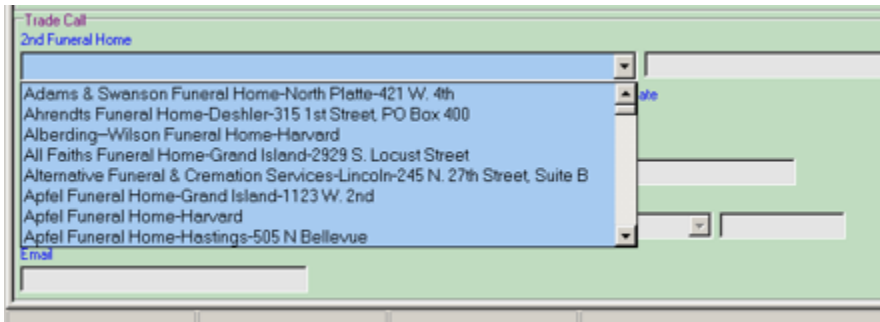 Trade Call
2nd Funeral Home
Adams & Swanson Funeral Home-North Platte-421 W. 4th
ate
Ahrendts Funeral Home-Deshler-315 1st Street, PO Box 400
Alberding--Wilson Funeral Home-Harvard
All Faiths Funeral Home-Grand Island-2929 S. Locust Street
Alternative Funeral & Cremation Services-Lincoln-245 N. 27th Street, Suite B
Apfel Funeral Home-Grand Island-1123 W. 2nd
Apfel Funeral Home-Harvard
Apfel Funeral Home-Hastings-505 N Bellevue
Email